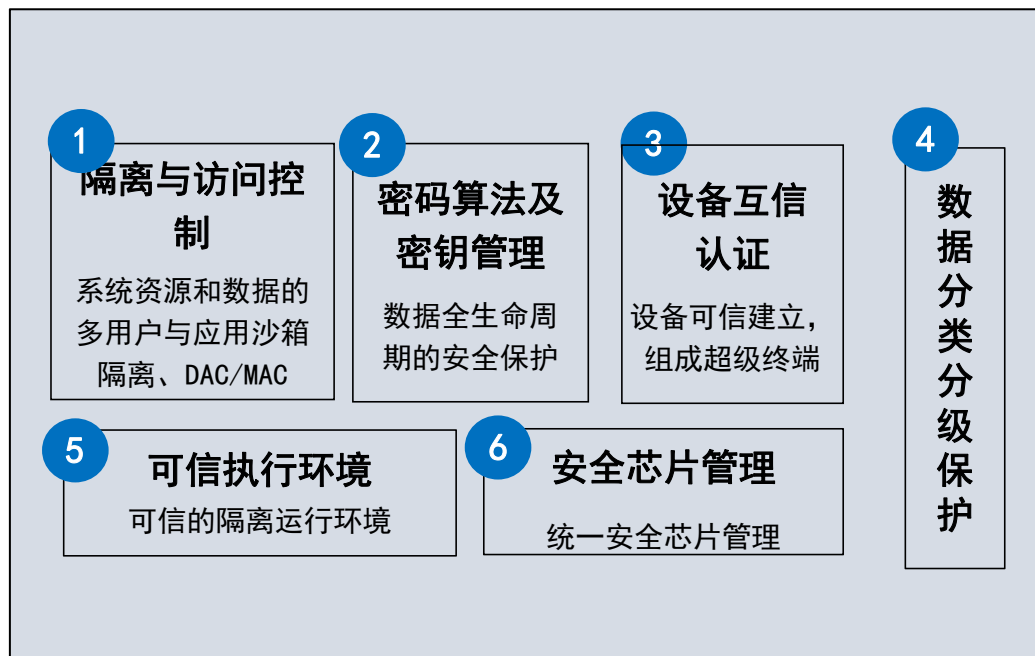 1
隔离与访问控
制
系统资源和数据的
多用户与应用沙箱
隔离、DAC/MAC
2
密码算法及
密钥管理
数据全生命周
期的安全保护
3
设备互信
认证
设备可信建立，
组成超级终端
4
数
据
分
类
分
级
保
护
5
可信执行环境
可信的隔离运行环境
6
安全芯片管理
统一安全芯片管理